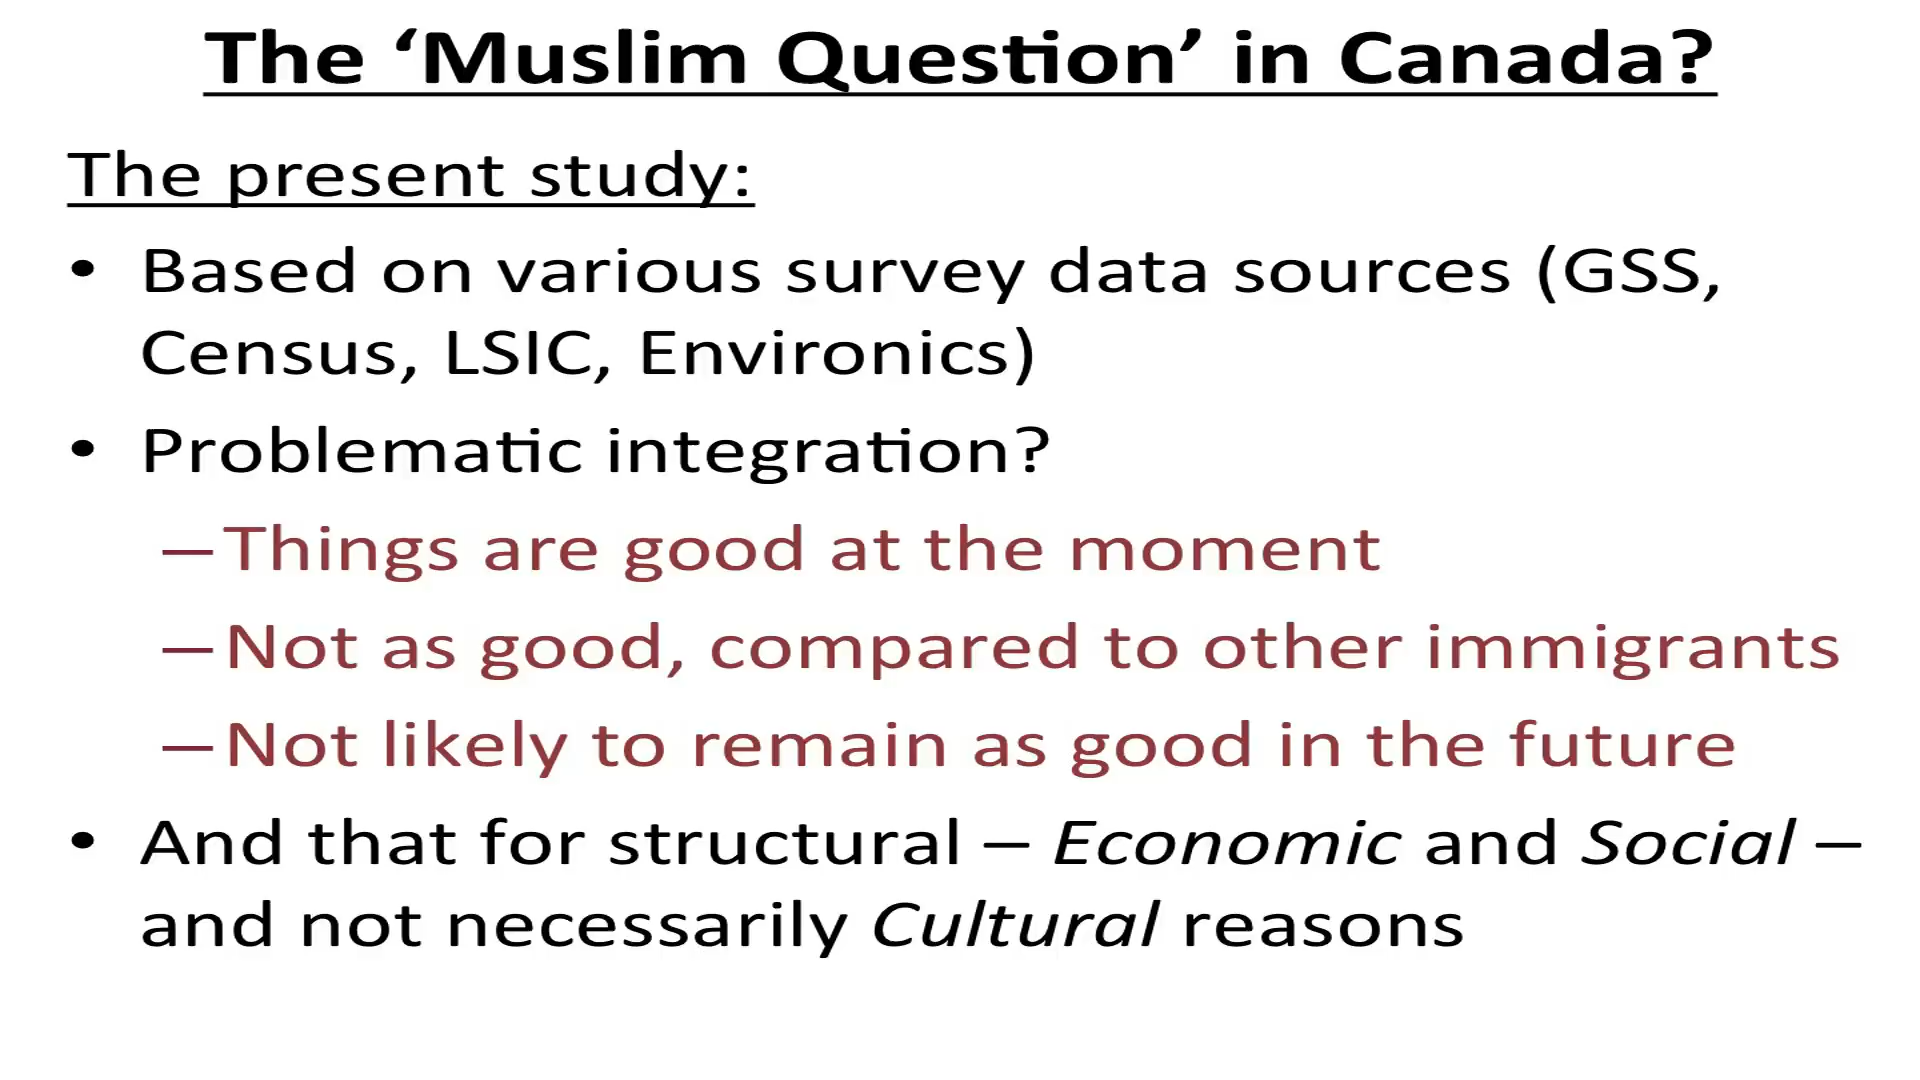 The ‘Muslim Question’ in Canada?
The present study:
• Based on various survey data sources (GSS,
Census, LSIC, Environics)
• Problematic integration?
–Things are good at the moment
–Not as good, compared to other immigrants
–Not likely to remain as good in the future
• And that for structural – Economic and Social –
and not necessarily Cultural reasons